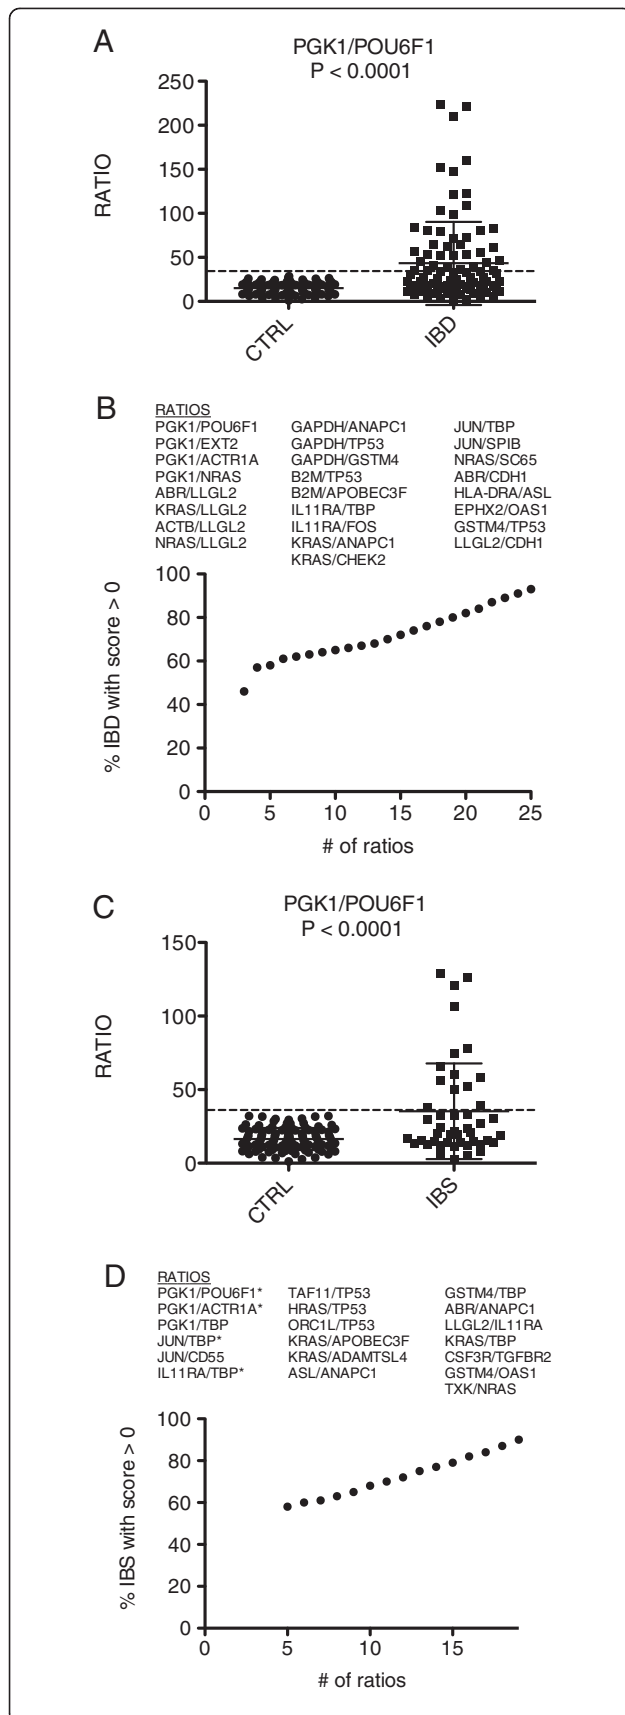 A
PGK1/POU6F1
P < 0.0001
250
200
150
100
50
0
RATIO
CTRL
IBD
B
RATIOS
PGK1/POU6F1 GAPDH/ANAPC1 JUN/TBP
PGK1/EXT2 GAPDH/TP53 JUN/SPIB
PGK1/ACTR1A GAPDH/GSTM4 NRAS/SC65
PGK1/NRAS B2M/TP53 ABR/CDH1
ABR/LLGL2 B2M/APOBEC3F HLA-DRA/ASL
KRAS/LLGL2 IL11RA/TBP EPHX2/OAS1
ACTB/LLGL2 IL11RA/FOS GSTM4/TP53
NRAS/LLGL2 KRAS/ANAPC1 LLGL2/CDH1
KRAS/CHEK2
100
80
60
40
20
0
% IBD with score > 0
0 5 10 15 20 25
# of ratios
C
PGK1/POU6F1
P < 0.0001
150
100
50
0
RATIO
CTRL
IBS
D
RATIOS
PGK1/POU6F1* TAF11/TP53 GSTM4/TBP
PGK1/ACTR1A* HRAS/TP53 ABR/ANAPC1
PGK1/TBP ORC1L/TP53 LLGL2/IL11RA
JUN/TBP* KRAS/APOBEC3F KRAS/TBP
JUN/CD55 KRAS/ADAMTSL4 CSF3R/TGFBR2
IL11RA/TBP* ASL/ANAPC1 GSTM4/OAS1
TXK/NRAS
100
80
60
40
20
0
% IBS with score > 0
0 5 10 15
# of ratios